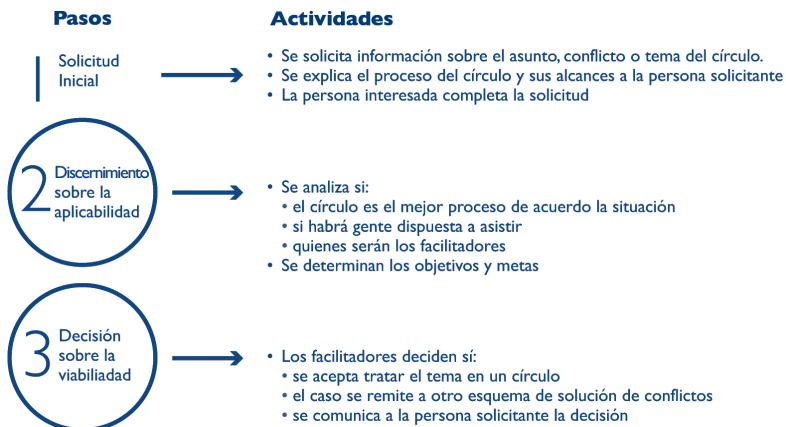 Pasos
Actividades
Solicitud
Inicial
• Se solicita información sobre el asunto, conflicto o tema del círculo.
• Se explica el proceso del círculo y sus alcances a la persona solicitante
• La persona interesada completa la solicitud
2
Discernimiento
sobre la
aplicabilidad
• Se analiza si:
• el círculo es el mejor proceso de acuerdo la situación
• si habrá gente dispuesta a asistir
• quienes serán los facilitadores
• Se determinan los objetivos y metas
3
Decisión
sobre la
viabiliadad
• Los facilitadores deciden sí:
• se acepta tratar el tema en un círculo
• el caso se remite a otro esquema de solución de conflictos
• se comunica a la persona solicitante la decisión